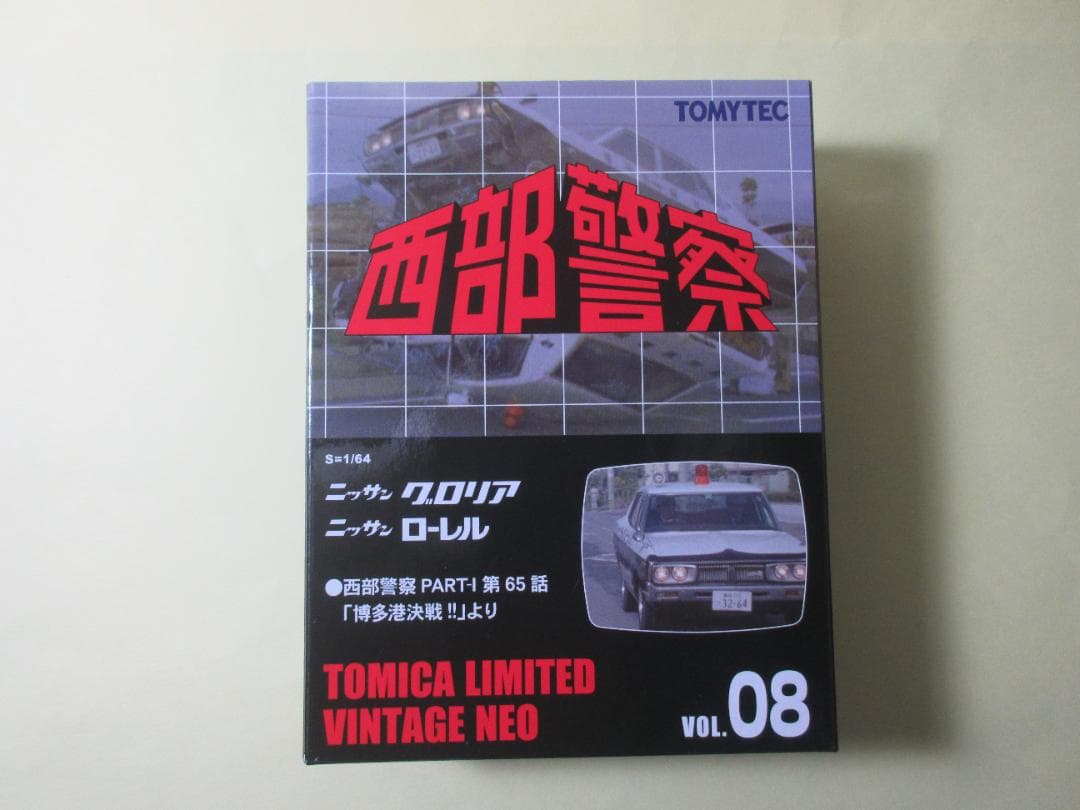 TOMYTEC
西部警察
S=1/64
ニッサン グロリア
ニッサン ローレル
●西部警察 PART-I 第65話
「博多港決戦!!」より
32-64
TOMICA LIMITED
VINTAGE NEO
VOL.08